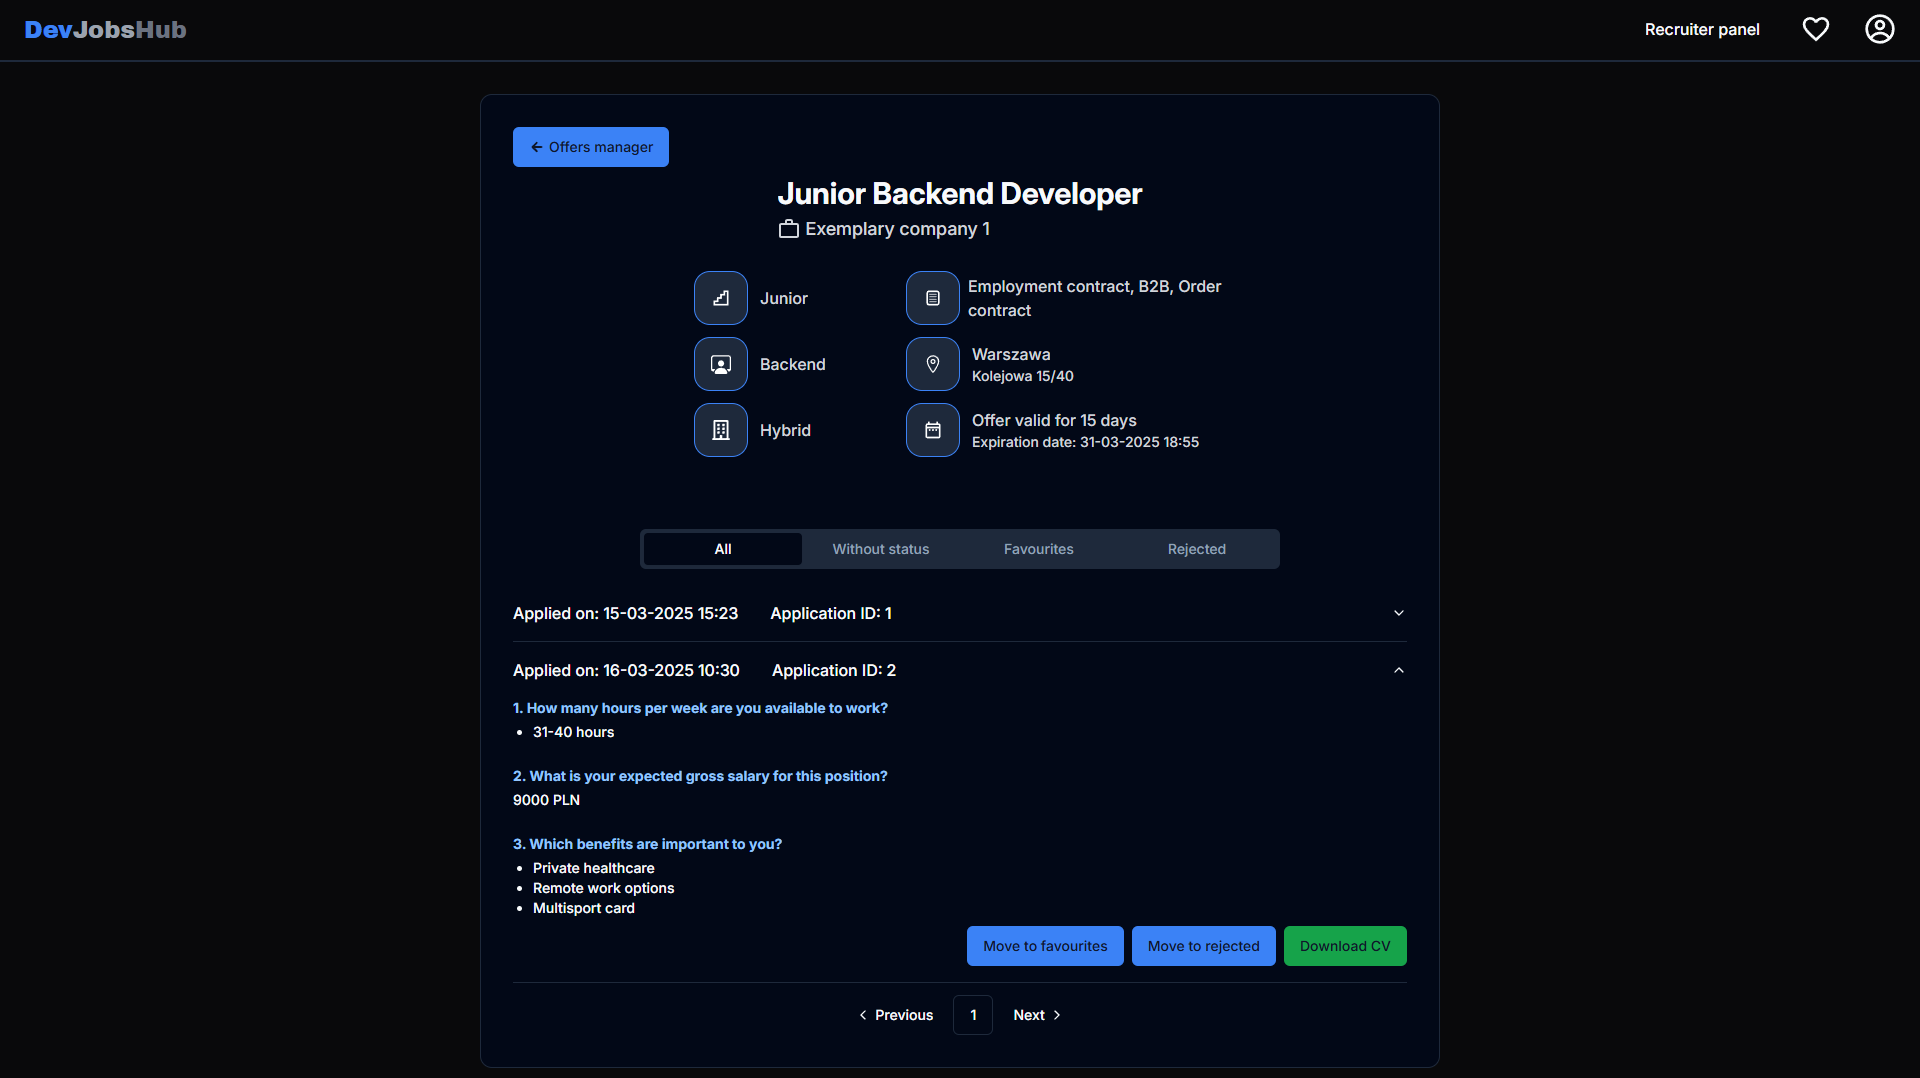 DevJobsHub
Recruiter panel
Offers manager
Junior Backend Developer
Exemplary company 1
Junior
Employment contract, B2B, Order
contract
Backend
Warszawa
Kolejowa 15/40
Hybrid
Offer valid for 15 days
Expiration date: 31-03-2025 18:55
All
Without status
Favourites
Rejected
Applied on: 15-03-2025 15:23 Application ID: 1
Applied on: 16-03-2025 10:30 Application ID: 2
1. How many hours per week are you available to work?
• 31-40 hours
2. What is your expected gross salary for this position?
9000 PLN
3. Which benefits are important to you?
• Private healthcare
• Remote work options
• Multisport card
Move to favourites
Move to rejected
Download CV
Previous
1
Next